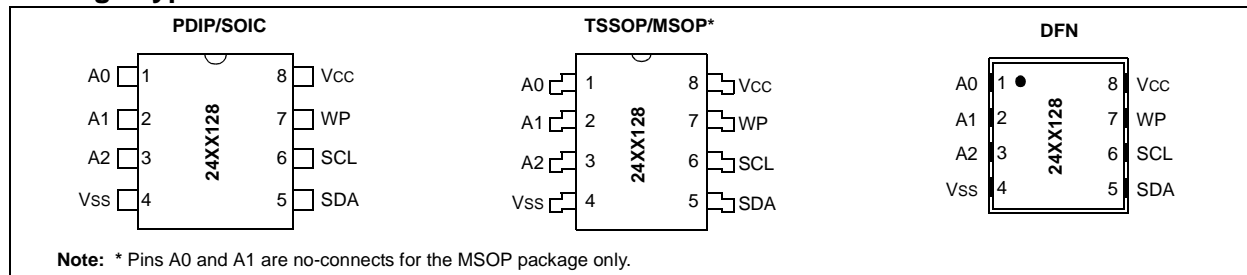 PDIP/SOIC
A0 1 8 VCC
A1 2 7 WP
A2 3 6 SCL
VSS 4 5 SDA
24XX128
TSSOP/MSOP*
A0 1 8 VCC
A1 2 7 WP
A2 3 6 SCL
VSS 4 5 SDA
24XX128
DFN
A0 1 8 VCC
A1 2 7 WP
A2 3 6 SCL
VSS 4 5 SDA
24XX128
Note: * Pins A0 and A1 are no-connects for the MSOP package only.